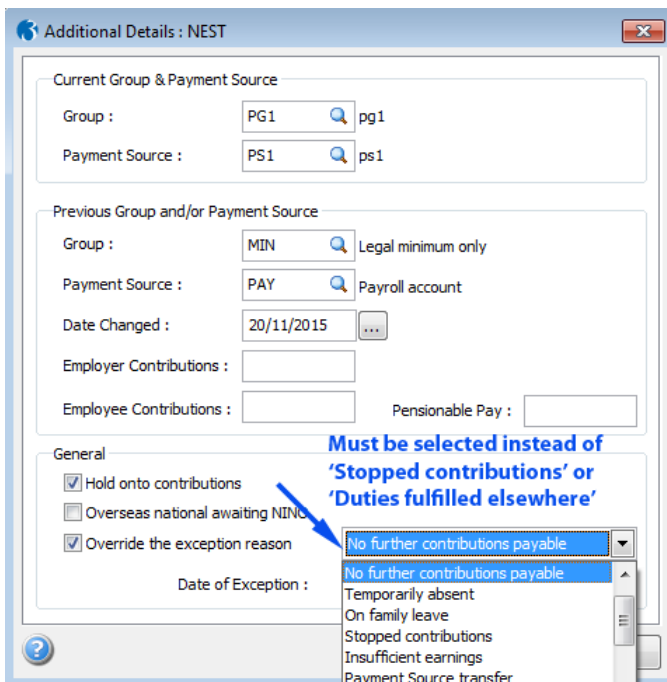 Additional Details : NEST
Current Group & Payment Source
Group : PG1 pg1
Payment Source : PS1 ps1
Previous Group and/or Payment Source
Group : MIN Legal minimum only
Payment Source : PAY Payroll account
Date Changed : 20/11/2015 ...
Employer Contributions :
Employee Contributions : Pensionable Pay :
Must be selected instead of
‘Stopped contributions’ or
‘Duties fulfilled elsewhere’
General
Hold onto contributions
Overseas national awaiting NINO
Override the exception reason No further contributions payable
No further contributions payable
Date of Exception : Temporarily absent
On family leave
Stopped contributions
Insufficient earnings
Payment Source transfer